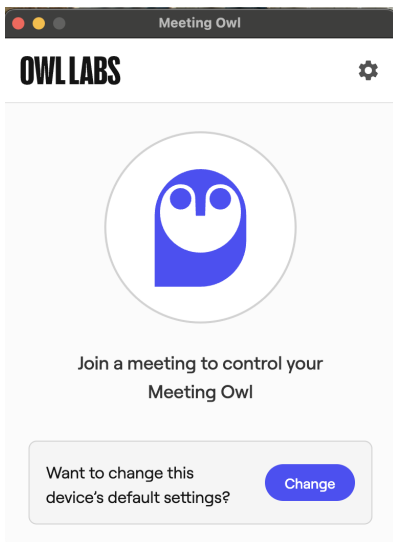 Meeting Owl
OWL LABS
Join a meeting to control your
Meeting Owl
Want to change this
device's default settings?
Change